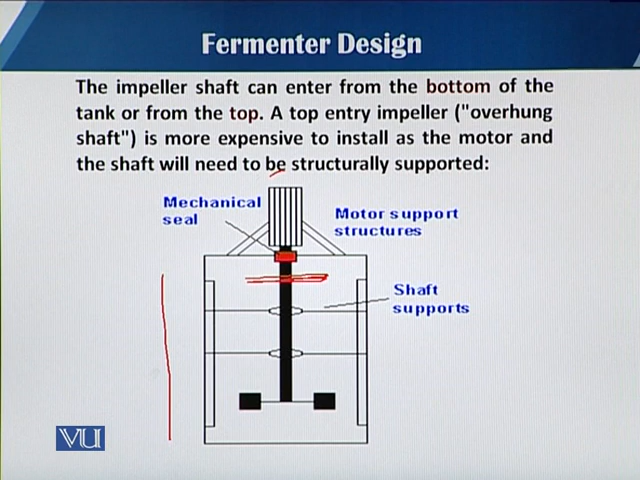 Fermenter Design
The impeller shaft can enter from the bottom of the
tank or from the top. A top entry impeller ("overhung
shaft") is more expensive to install as the motor and
the shaft will need to be structurally supported:
Mechanical
seal
Motor support
structures
Shaft
supports
VU